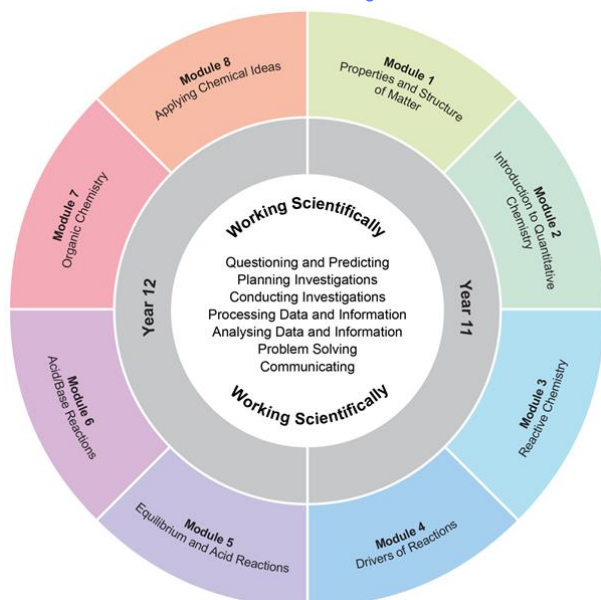 Module 1
Properties and Structure
of Matter
Module 2
Introduction to Quantitative
Chemistry
Module 3
Reactive Chemistry
Module 4
Drivers of Reactions
Module 5
Equilibrium and Acid Reactions
Module 6
Acid/Base Reactions
Module 7
Organic Chemistry
Module 8
Applying Chemical Ideas
Year 11
Year 12
Working Scientifically
Questioning and Predicting
Planning Investigations
Conducting Investigations
Processing Data and Information
Analysing Data and Information
Problem Solving
Communicating
Working Scientifically